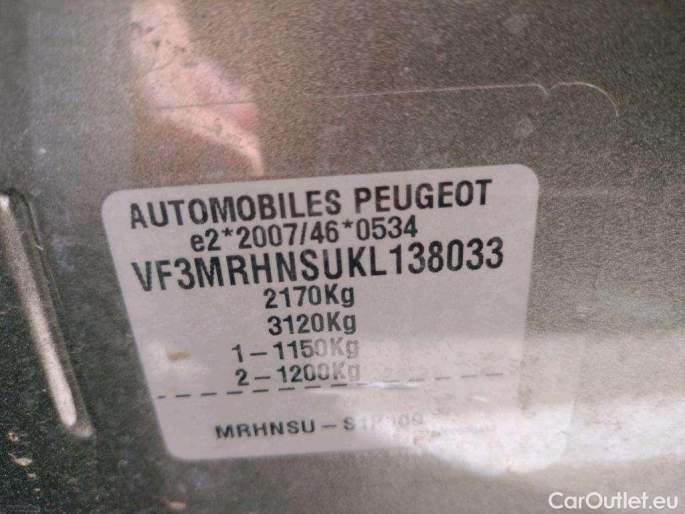 AUTOMOBILES PEUGEOT
e2*2007/46*0534
VF3MRHNSUKL138033
2170Kg
3120Kg
1-1150Kg
2-1200Kg
MRHNSU-
CarOutlet.eu